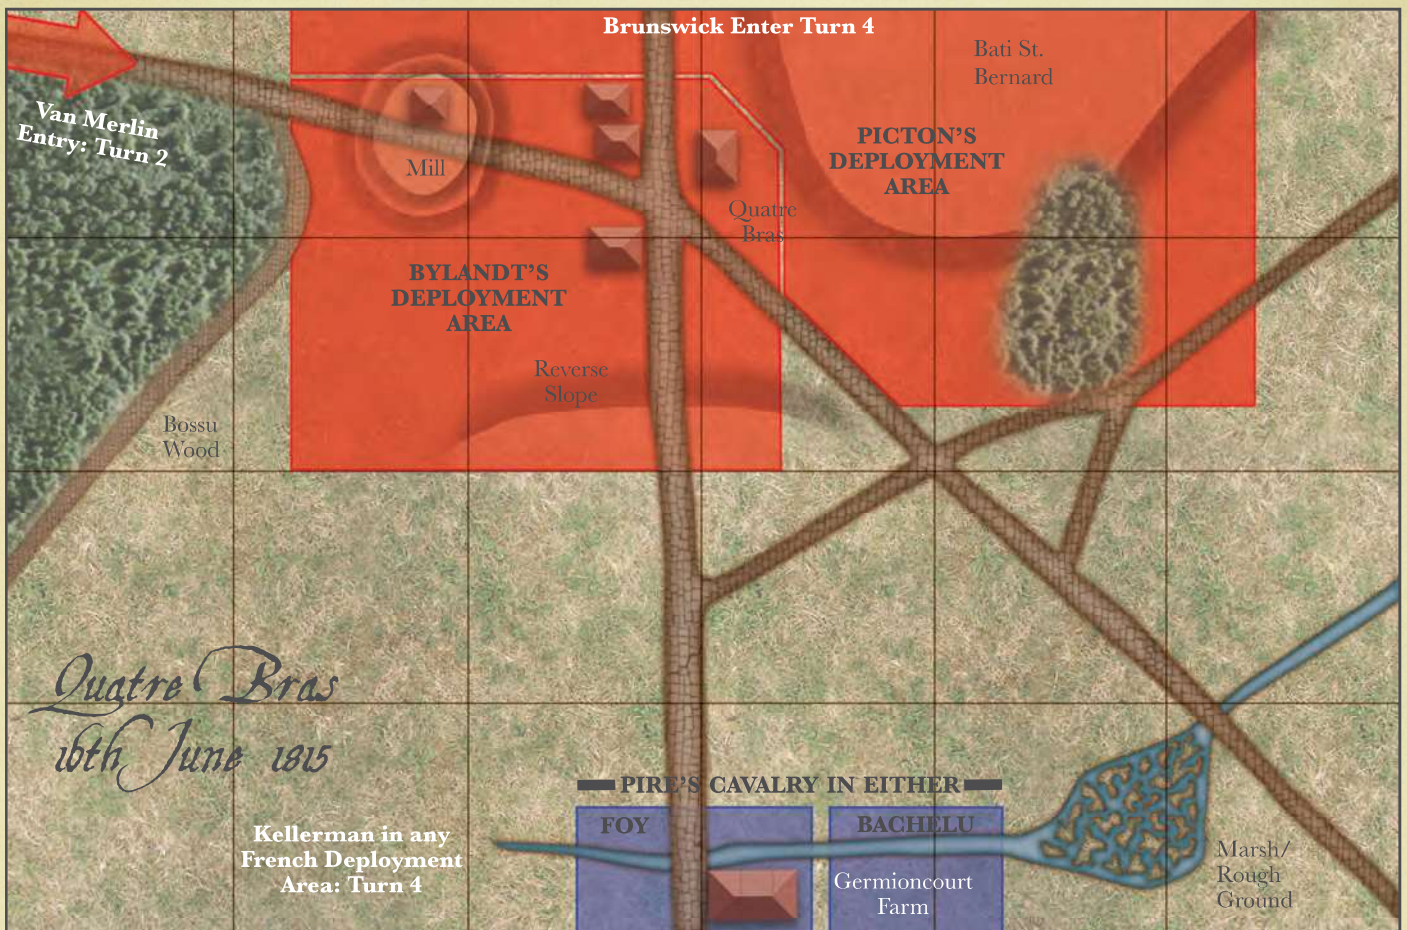 Brunswick Enter Turn 4
Bati St.
Bernard
Van Merlin
Entry: Turn 2
PICTON'S
DEPLOYMENT
AREA
Mill
Quatre
Bras
BYLANDT'S
DEPLOYMENT
AREA
Reverse
Slope
Bossu
Wood
Quatre Bras
16th June 1815
PIRE'S CAVALRY IN EITHER
FOY
BACHELU
Kellerman in any
French Deployment
Area: Turn 4
Germioncourt
Farm
Marsh/
Rough
Ground